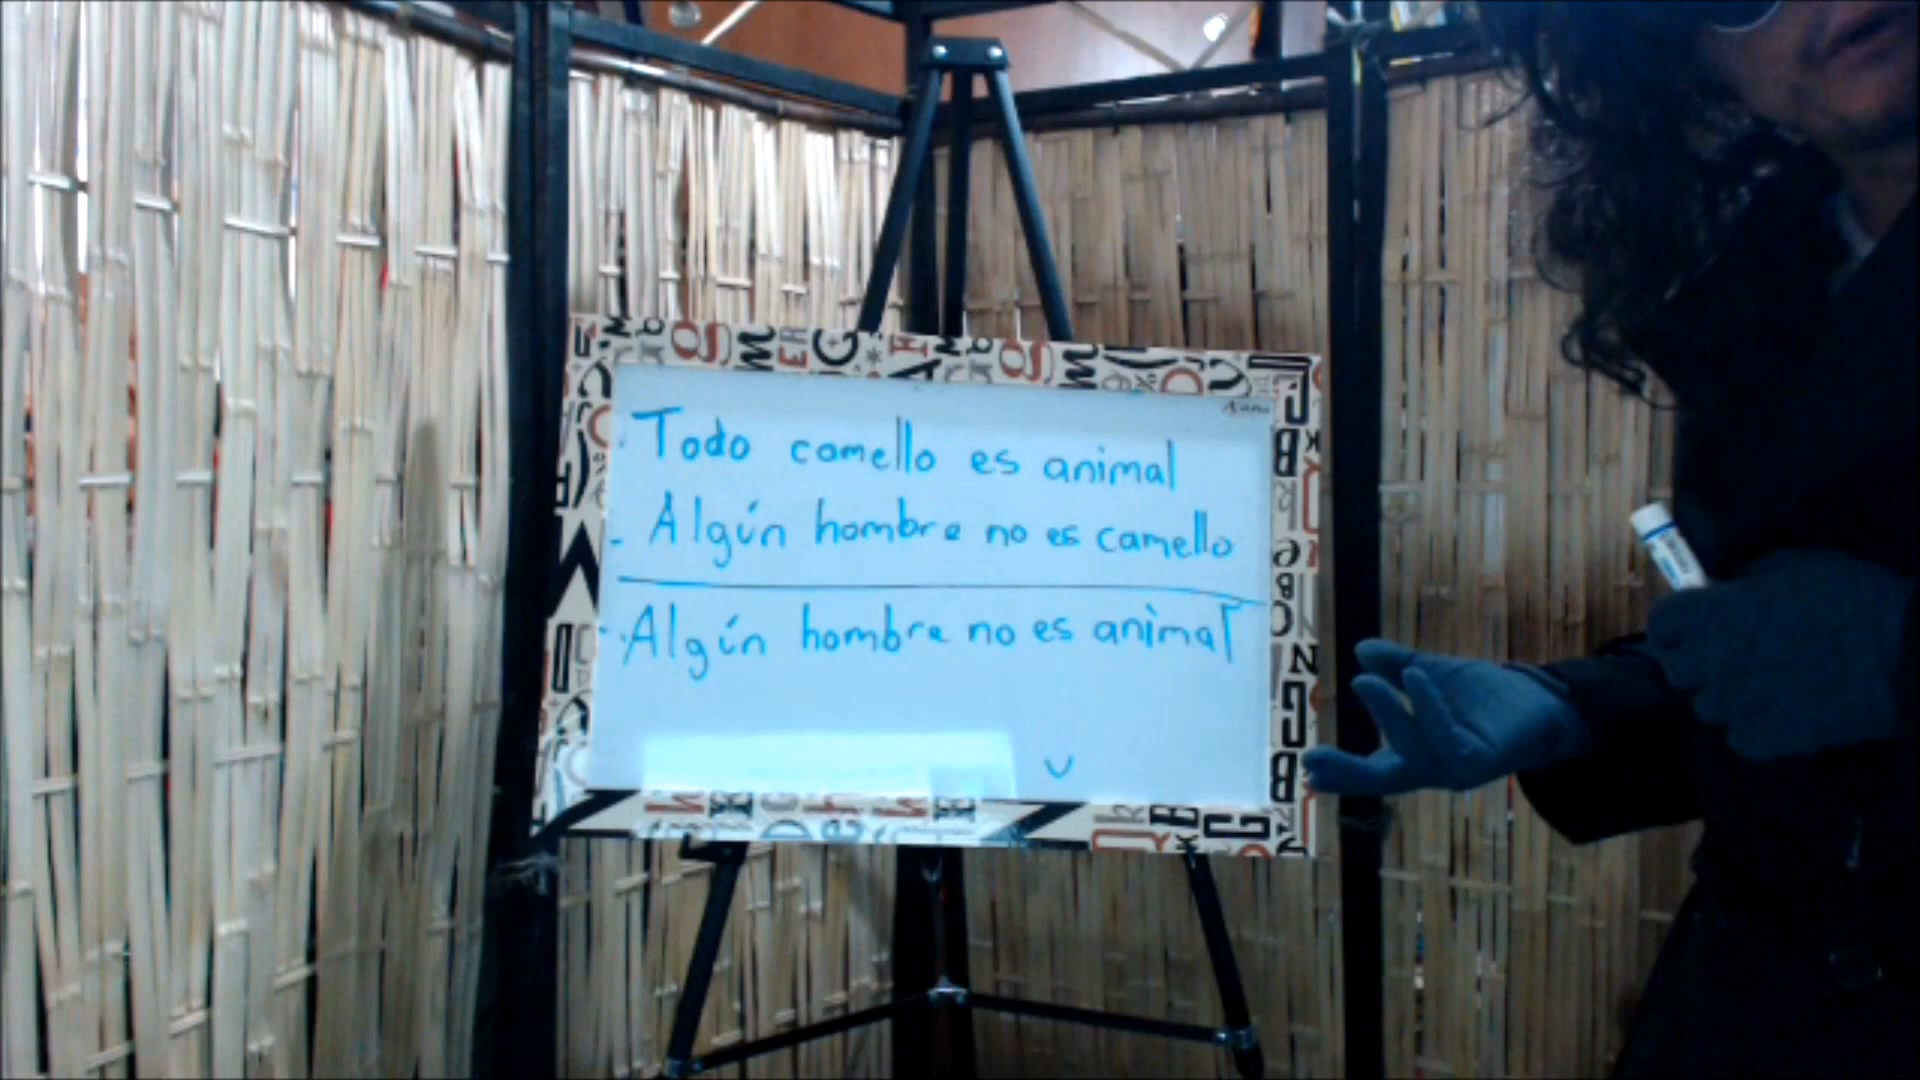 Todo camello es animal
- Algún hombre no es camello
Algún hombre no es animal